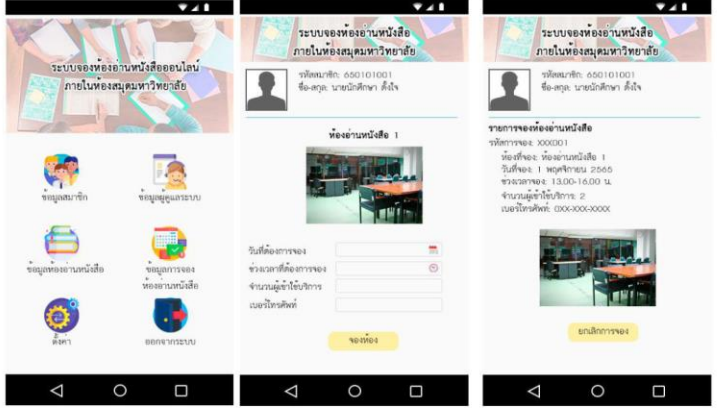 ระบบจองห้องอ่านหนังสือออนไลน์
ภายในห้องสมุดมหาวิทยาลัย
ข้อมูลสมาชิก
ข้อมูลผู้ดูแลระบบ
ข้อมูลห้องอ่านหนังสือ
ข้อมูลการจอง
ห้องอ่านหนังสือ
ตั้งค่า
ออกจากระบบ
ระบบจองห้องอ่านหนังสือ
ภายในห้องสมุดมหาวิทยาลัย
รหัสสมาชิก: 650101001
ชื่อ-สกุล: นายนักศึกษา ตั้งใจ
ห้องอ่านหนังสือ 1
วันที่ต้องการจอง
ช่วงเวลาที่ต้องการจอง
จำนวนผู้เข้าใช้บริการ
เบอร์โทรศัพท์
จองห้อง
ระบบจองห้องอ่านหนังสือ
ภายในห้องสมุดมหาวิทยาลัย
รหัสสมาชิก: 650101001
ชื่อ-สกุล: นายนักศึกษา ตั้งใจ
รายการจองห้องอ่านหนังสือ
รหัสการจอง: XXX001
ห้องที่จอง: ห้องอ่านหนังสือ 1
วันที่จอง: 1 พฤศจิกายน 2565
ช่วงเวลาจอง: 13.00-16.00 น.
จำนวนผู้เข้าใช้บริการ: 2
เบอร์โทรศัพท์: 0XX-XXX-XXXX
ยกเลิกการจอง